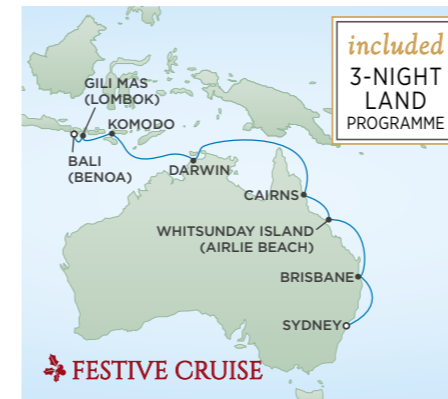 included
3-NIGHT
LAND
PROGRAMME
GILI MAS
(LOMBOK)
KOMODO
BALI
(BENOA)
DARWIN
CAIRNS
WHITSUNDAY ISLAND
(AIRLIE BEACH)
BRISBANE
SYDNEY
FESTIVE CRUISE